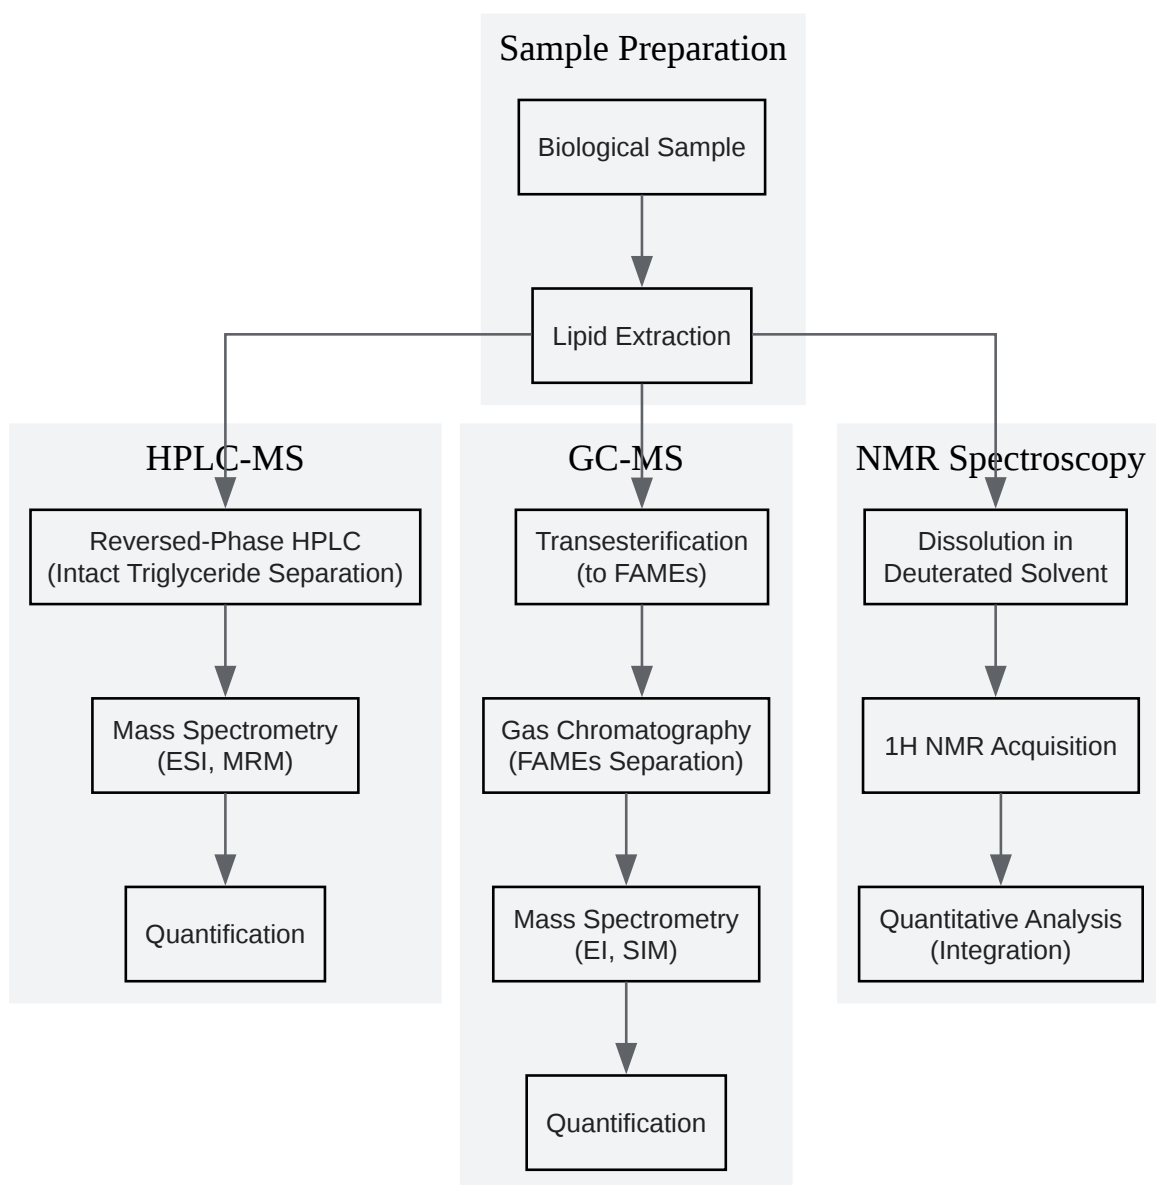 Sample Preparation
Biological Sample
Lipid Extraction
HPLC-MS
Reversed-Phase HPLC
(Intact Triglyceride Separation)
Mass Spectrometry
(ESI, MRM)
Quantification
GC-MS
Transesterification
(to FAMEs)
Gas Chromatography
(FAMEs Separation)
Mass Spectrometry
(EI, SIM)
Quantification
NMR Spectroscopy
Dissolution in
Deuterated Solvent
1H NMR Acquisition
Quantitative Analysis
(Integration)